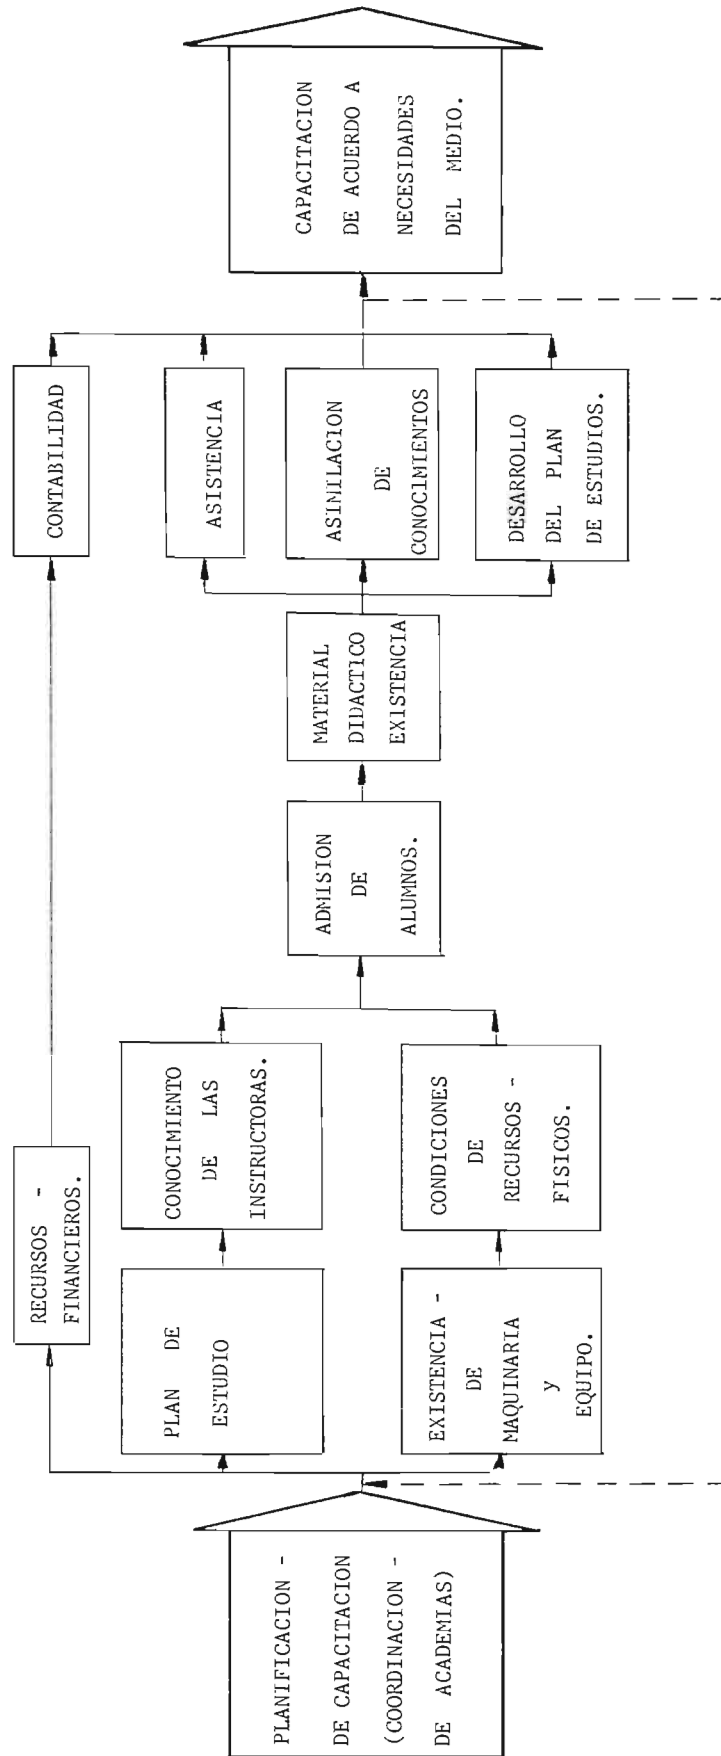 PLANIFICACION -
DE CAPACITACION
(COORDINACION -
DE ACADEMIAS)
RECURSOS -
FINANCIEROS.
PLAN DE
ESTUDIO
EXISTENCIA -
DE
MAQUINARIA
y
EQUIPO.
CONOCIMIENTO
DE LAS
INSTRUCTORAS.
CONDICIONES
DE
RECURSOS -
FISICOS.
ADMISION
DE
ALUMNOS.
MATERIAL
DIDACTICO
EXISTENCIA
CONTABILIDAD
ASISTENCIA
ASINILACION
DE
CONOCIMIENTOS
DESARROLLO
DEL PLAN
DE ESTUDIOS.
CAPACITACION
DE ACUERDO A
NECESIDADES
DEL MEDIO.